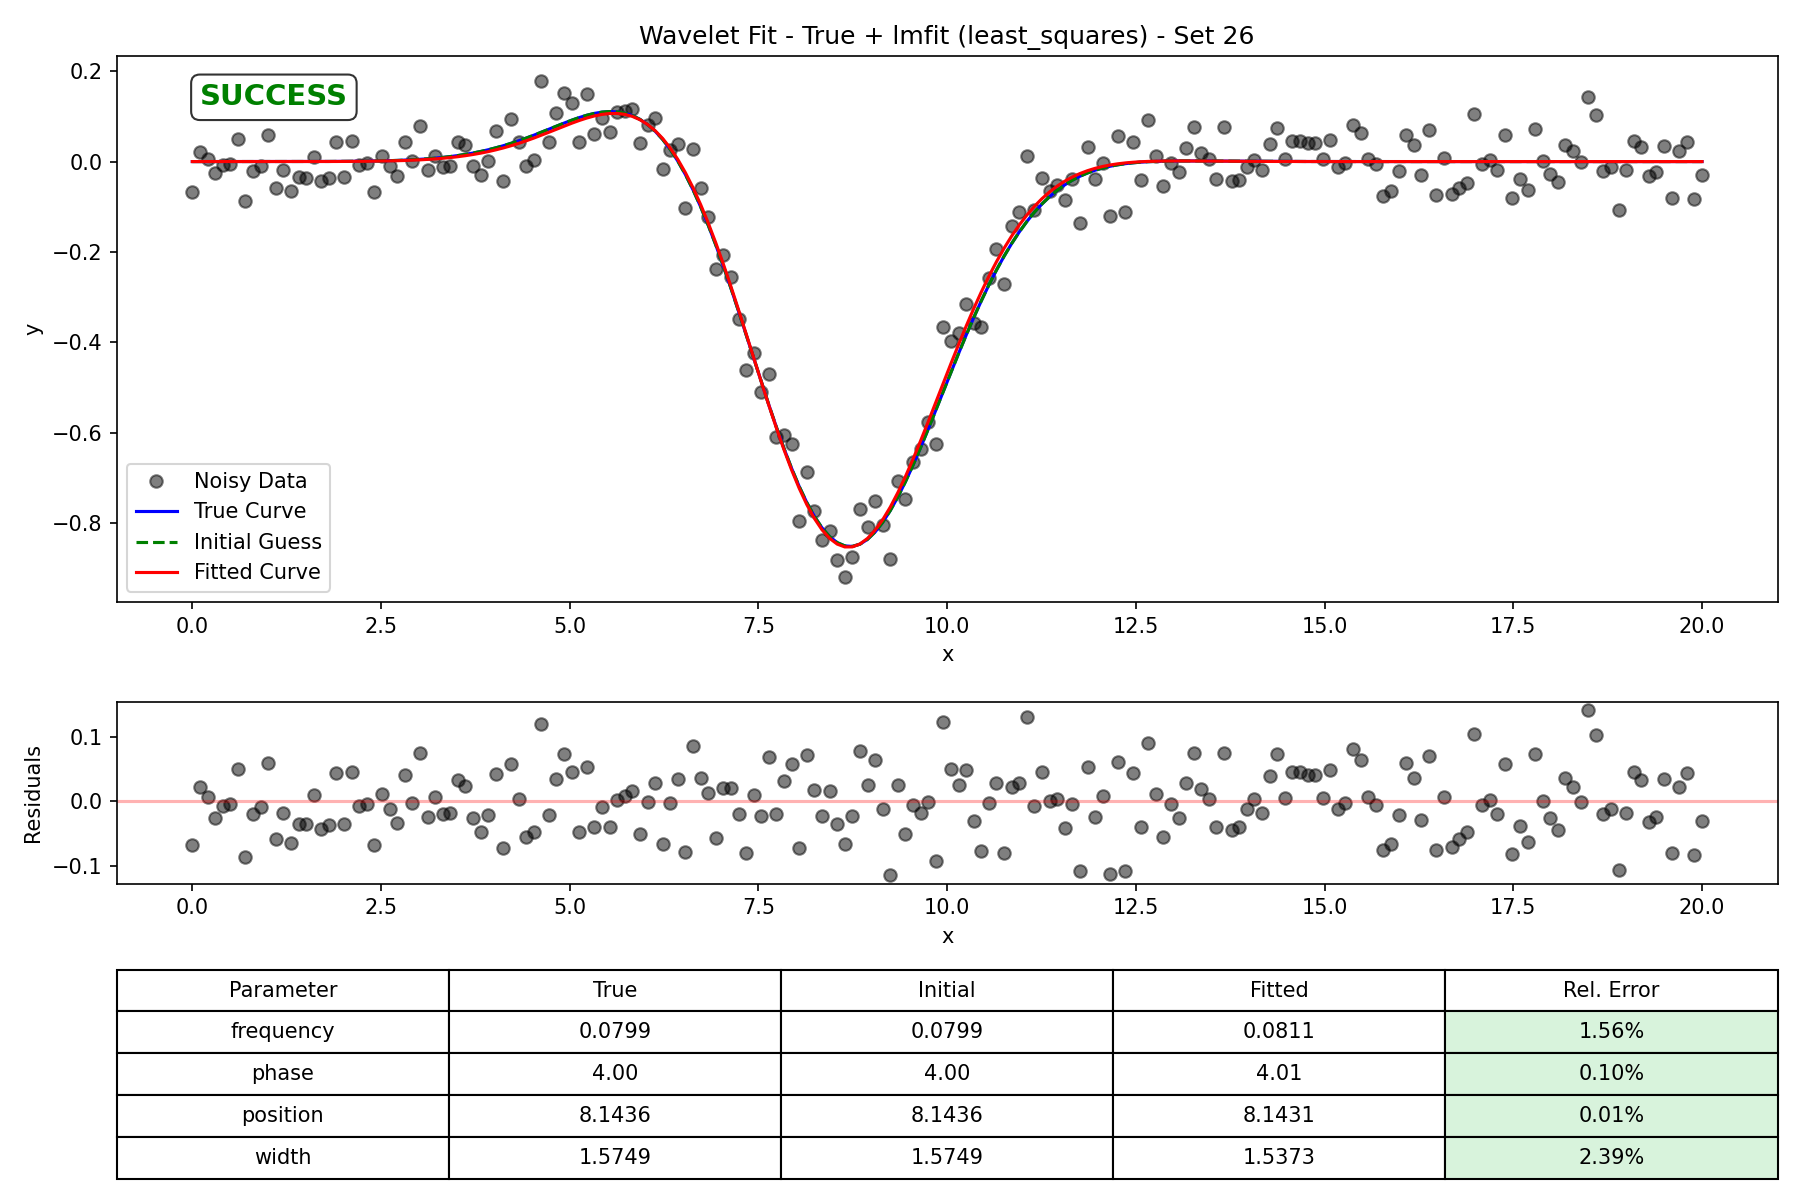 Wavelet Fit - True + lmfit (least_squares) - Set 26
SUCCESS
0.2
0.0
−0.2
−0.4
−0.6
−0.8
y
Noisy Data
True Curve
Initial Guess
Fitted Curve
0.0 2.5 5.0 7.5 10.0 12.5 15.0 17.5 20.0
x
0.1
0.0
−0.1
Residuals
0.0 2.5 5.0 7.5 10.0 12.5 15.0 17.5 20.0
x
Parameter True Initial Fitted Rel. Error
frequency 0.0799 0.0799 0.0811 1.56%
phase 4.00 4.00 4.01 0.10%
position 8.1436 8.1436 8.1431 0.01%
width 1.5749 1.5749 1.5373 2.39%